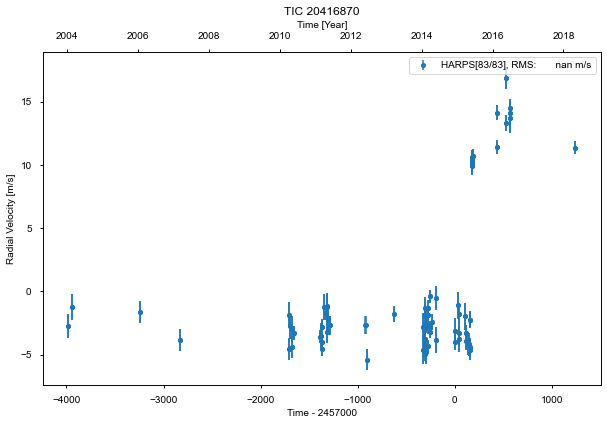 TIC 20416870
Time [Year]
2004 2006 2008 2010 2012 2014 2016 2018
HARPS[83/83], RMS: nan m/s
15
10
5
0
−5
Radial Velocity [m/s]
−4000 −3000 −2000 −1000 0 1000
Time - 2457000